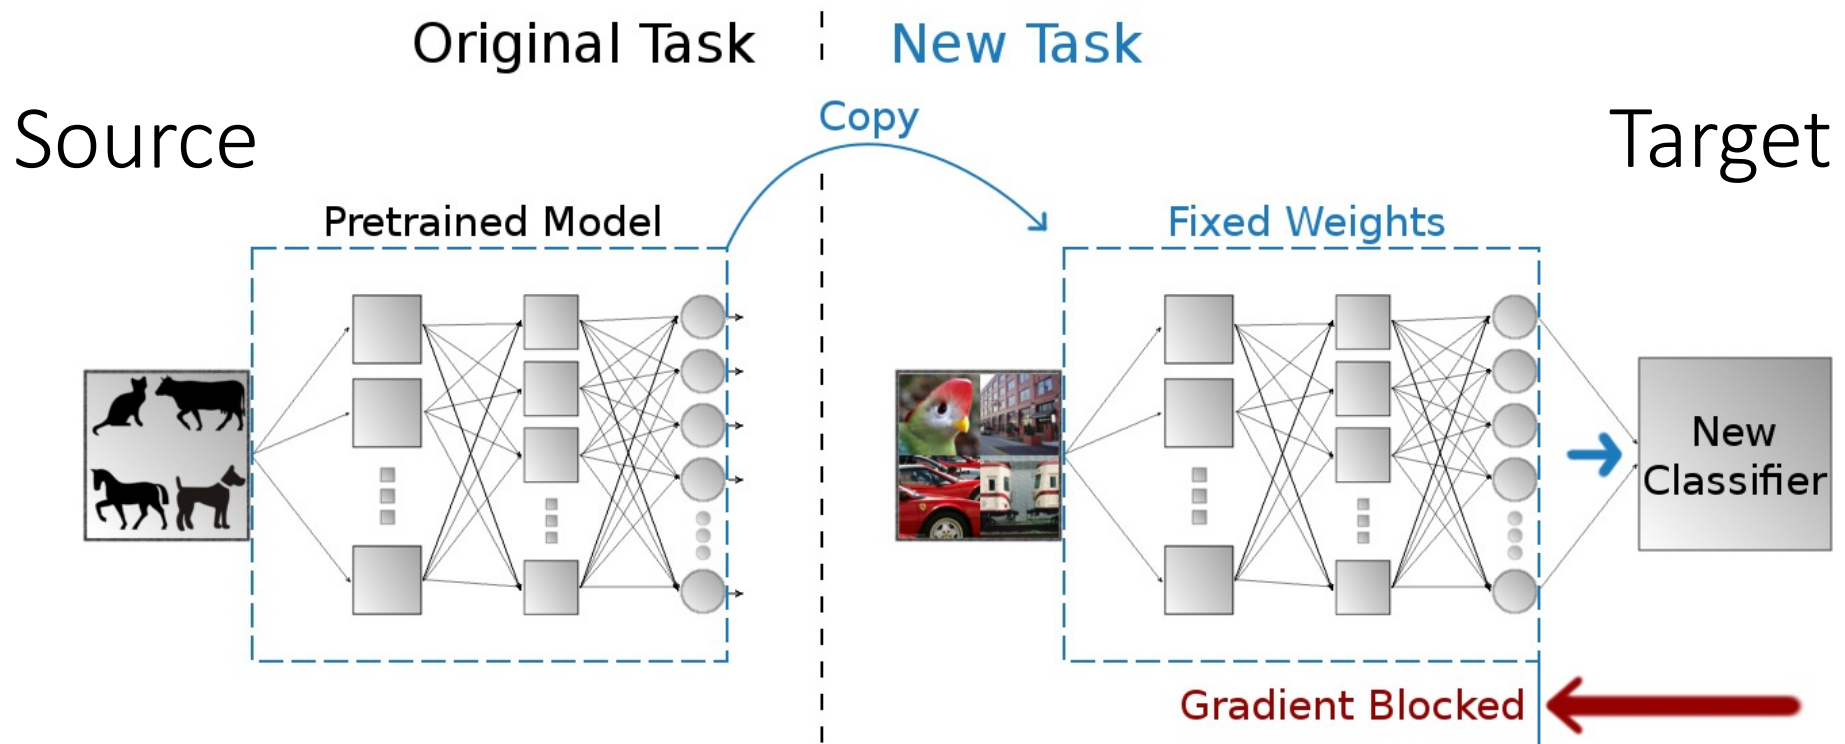 Original Task
New Task
Source
Copy
Target
Pretrained Model
Fixed Weights
New
Classifier
Gradient Blocked